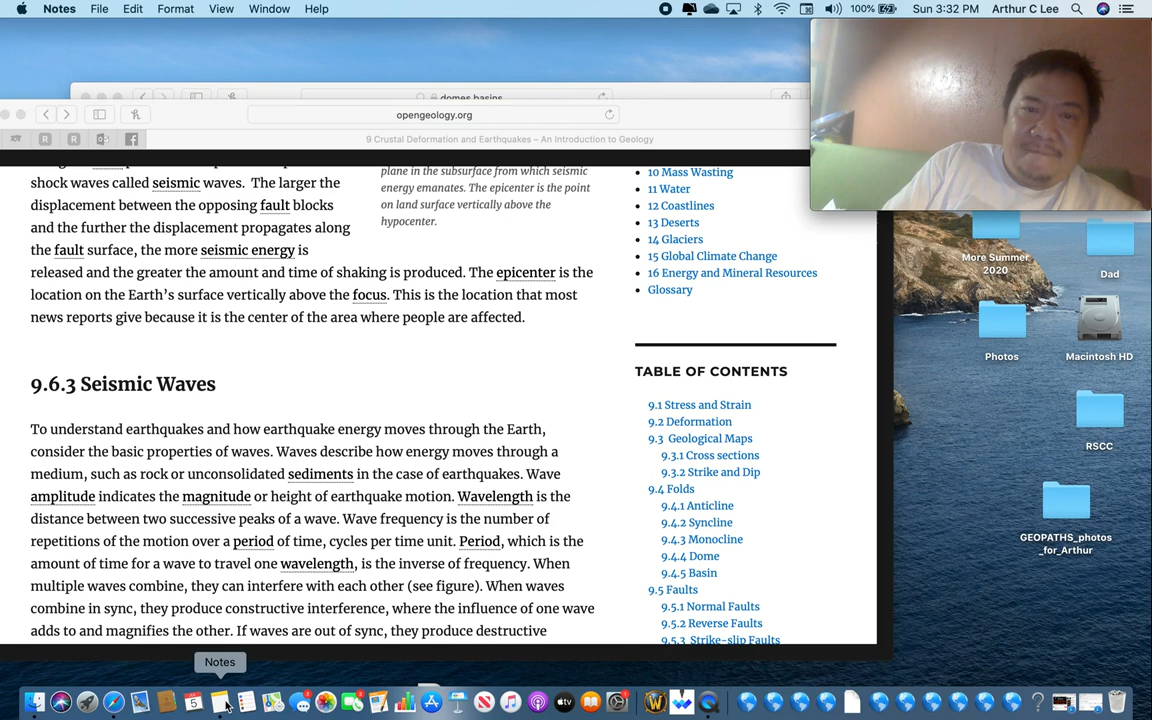 Notes File Edit Format View Window Help 100% Sun 3:32 PM Arthur C Lee
domes basins
opengeology.org
9 Crustal Deformation and Earthquakes – An Introduction to Geology
shock waves called seismic waves. The larger the
displacement between the opposing fault blocks
and the further the displacement propagates along
the fault surface, the more seismic energy is
released and the greater the amount and time of shaking is produced. The epicenter is the
location on the Earth's surface vertically above the focus. This is the location that most
news reports give because it is the center of the area where people are affected.
plane in the subsurface from which seismic
energy emanates. The epicenter is the point
on land surface vertically above the
hypocenter.
9.6.3 Seismic Waves
To understand earthquakes and how earthquake energy moves through the Earth,
consider the basic properties of waves. Waves describe how energy moves through a
medium, such as rock or unconsolidated sediments in the case of earthquakes. Wave
amplitude indicates the magnitude or height of earthquake motion. Wavelength is the
distance between two successive peaks of a wave. Wave frequency is the number of
repetitions of the motion over a period of time, cycles per time unit. Period, which is the
amount of time for a wave to travel one wavelength, is the inverse of frequency. When
multiple waves combine, they can interfere with each other (see figure). When waves
combine in sync, they produce constructive interference, where the influence of one wave
adds to and magnifies the other. If waves are out of sync, they produce destructive
10 Mass Wasting
11 Water
12 Coastlines
13 Deserts
14 Glaciers
15 Global Climate Change
16 Energy and Mineral Resources
Glossary
TABLE OF CONTENTS
9.1 Stress and Strain
9.2 Deformation
9.3 Geological Maps
9.3.1 Cross sections
9.3.2 Strike and Dip
9.4 Folds
9.4.1 Anticline
9.4.2 Syncline
9.4.3 Monocline
9.4.4 Dome
9.4.5 Basin
9.5 Faults
9.5.1 Normal Faults
9.5.2 Reverse Faults
9.5.3 Strike-slip Faults
More Summer
2020
Dad
Photos
Macintosh HD
RSCC
GEOPATHS_photos
_for_Arthur
Notes